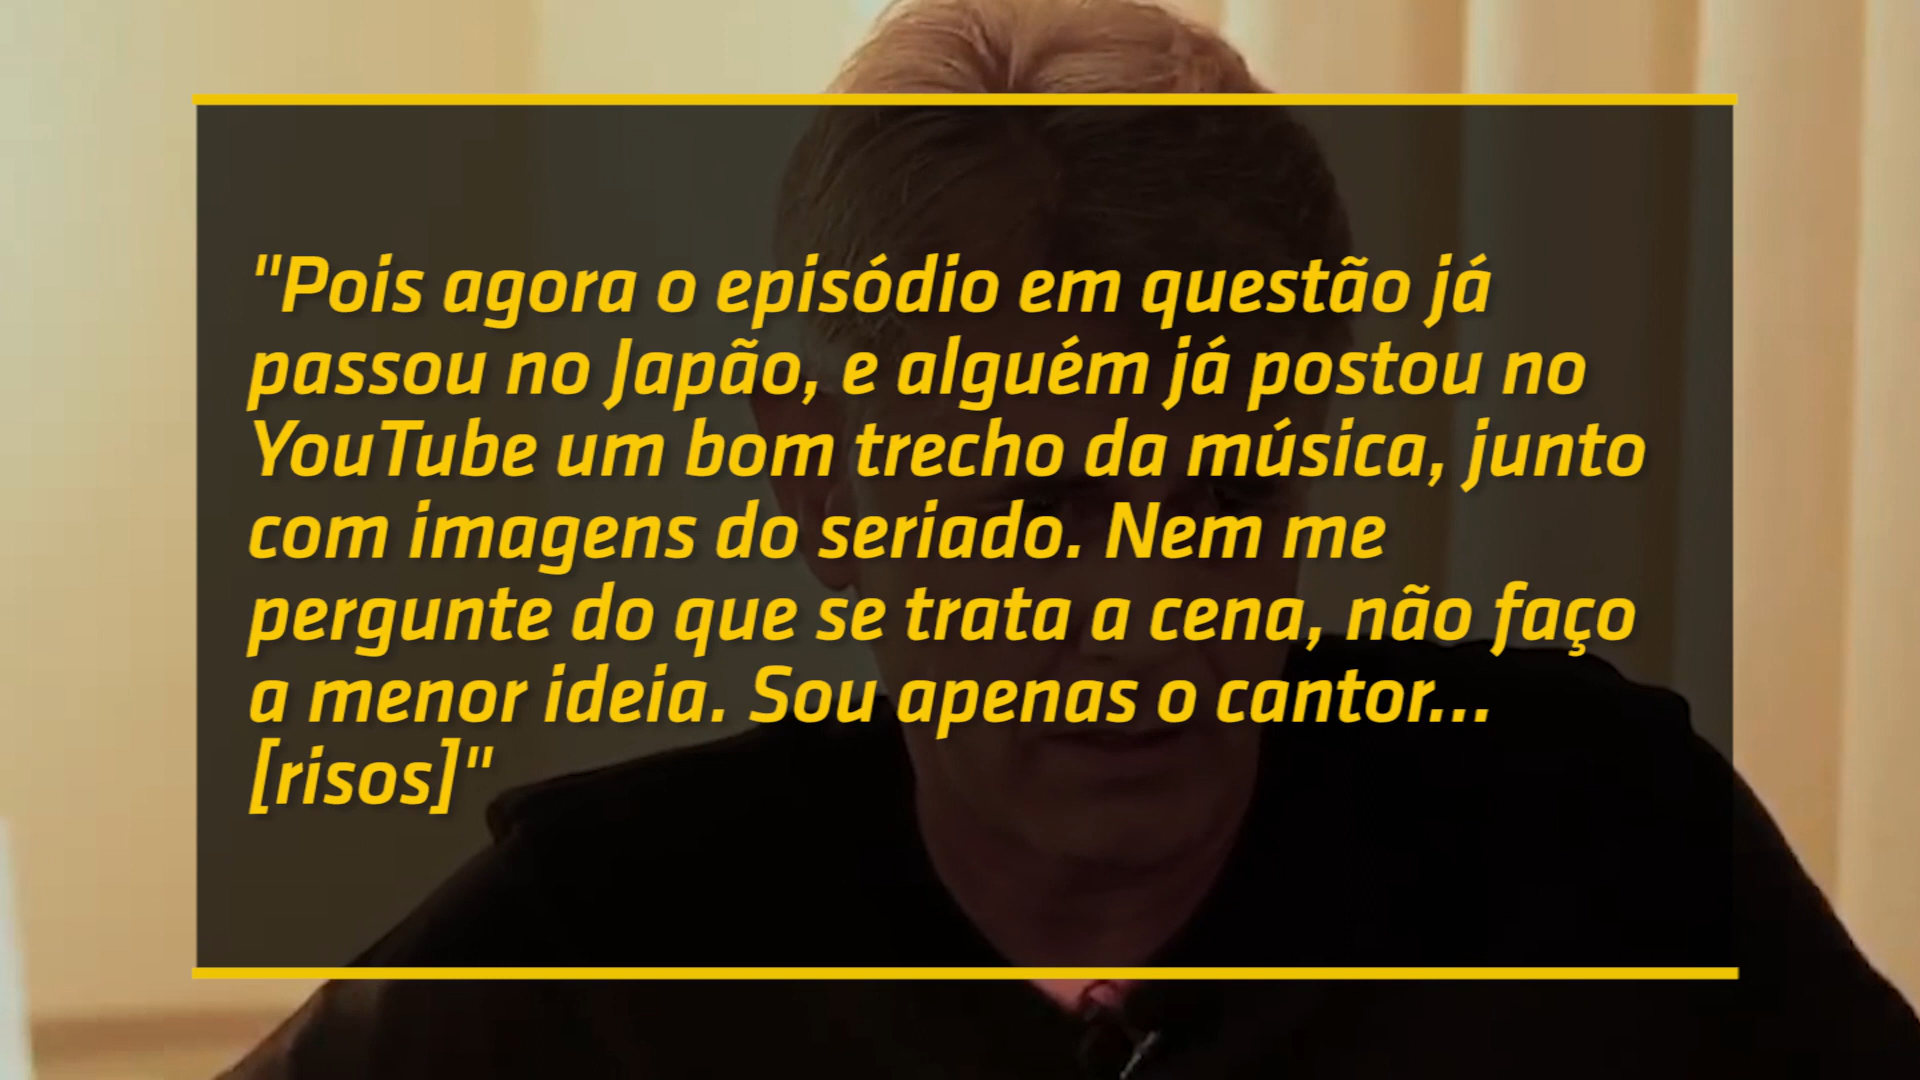 "Pois agora o episódio em questão já
passou no Japão, e alguém já postou no
YouTube um bom trecho da música, junto
com imagens do seriado. Nem me
pergunte do que se trata a cena, não faço
a menor ideia. Sou apenas o cantor...
[risos]"